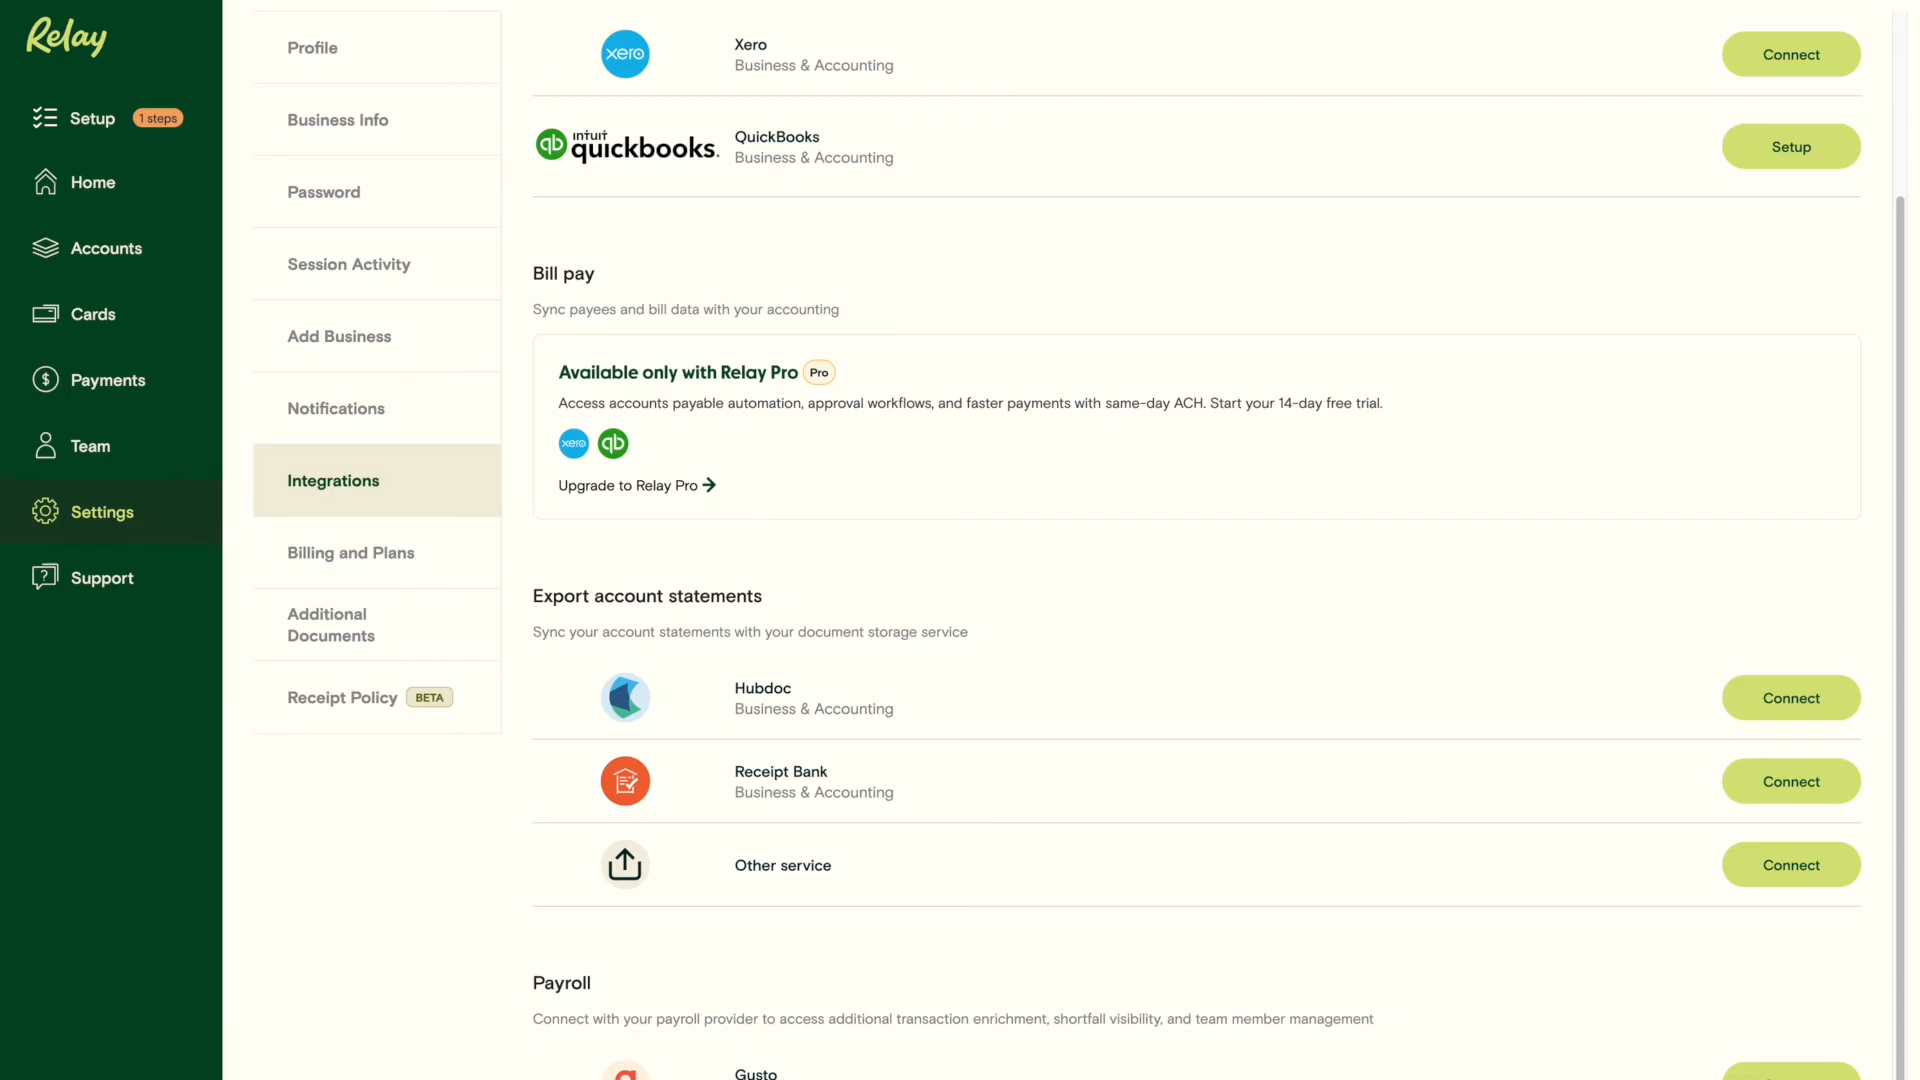 Relay
Setup 1 steps
Home
Accounts
Cards
Payments
Team
Settings
Support
Profile
Business Info
Password
Session Activity
Add Business
Notifications
Integrations
Billing and Plans
Additional
Documents
Receipt Policy BETA
xero
Xero
Business & Accounting
Connect
qb intuit quickbooks.
QuickBooks
Business & Accounting
Setup
Bill pay
Sync payees and bill data with your accounting
Available only with Relay Pro Pro
Access accounts payable automation, approval workflows, and faster payments with same-day ACH. Start your 14-day free trial.
xero qb
Upgrade to Relay Pro
Export account statements
Sync your account statements with your document storage service
Hubdoc
Business & Accounting
Connect
Receipt Bank
Business & Accounting
Connect
Other service
Connect
Payroll
Connect with your payroll provider to access additional transaction enrichment, shortfall visibility, and team member management
Gusto